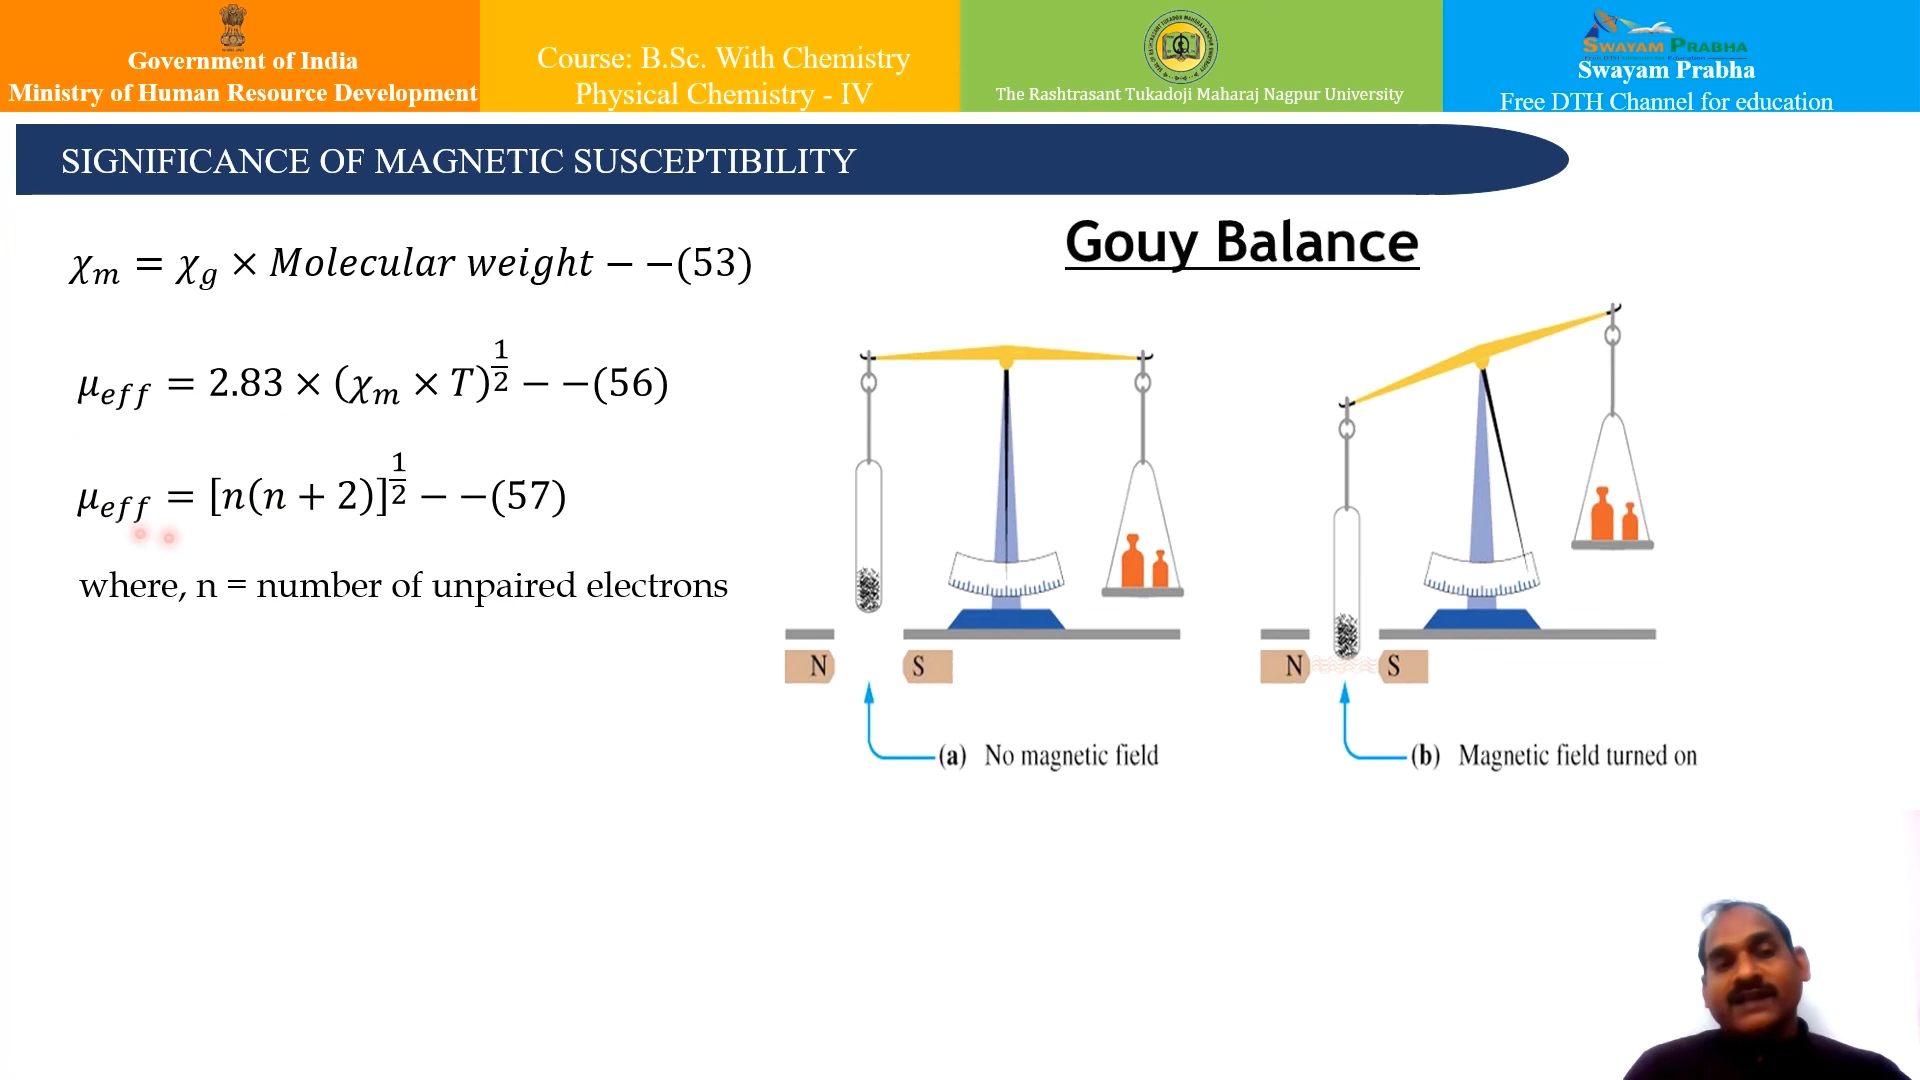 Government of India
Ministry of Human Resource Development
Course: B.Sc. With Chemistry
Physical Chemistry - IV
The Rashtrasant Tukadoji Maharaj Nagpur University
SWAYAM PRABHA
Swayam Prabha
Free DTH Channel for education
SIGNIFICANCE OF MAGNETIC SUSCEPTIBILITY
χₘ = χ_g × Molecular weight − −(53)
μ_eff = 2.83 × (χₘ × T)^(1/2) − −(56)
μ_eff = [n(n + 2)]^(1/2) − −(57)
where, n = number of unpaired electrons
Gouy Balance
N S
(a) No magnetic field
N S
(b) Magnetic field turned on